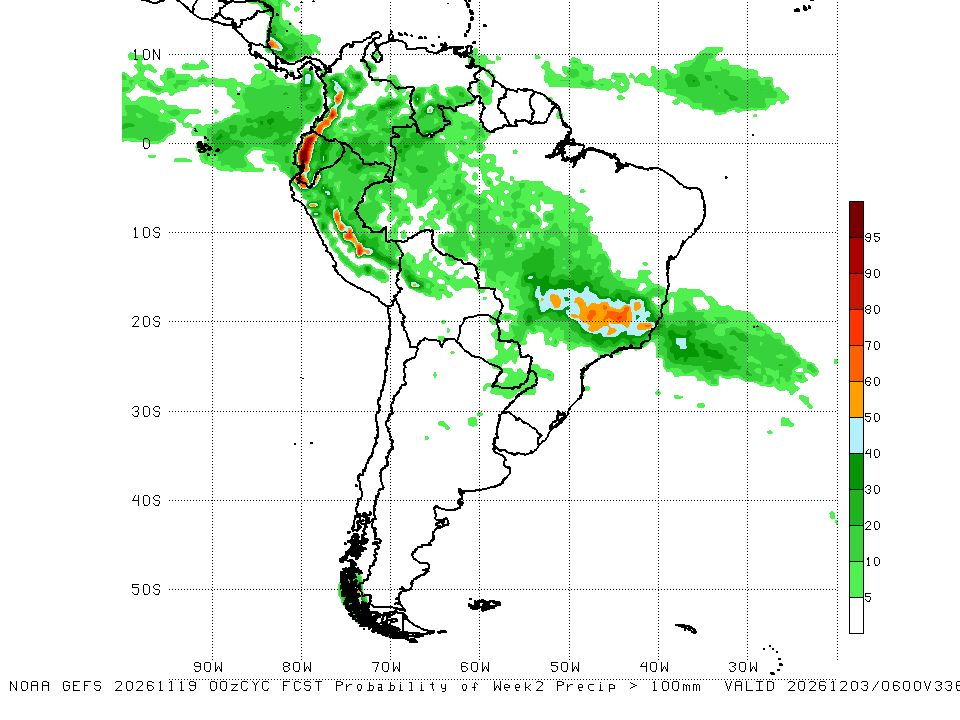 10N
0
10S
20S
30S
40S
50S
90W 80W 70W 60W 50W 40W 30W
95
90
80
70
60
50
40
30
20
10
5
NOAA GEFS 20261119 00zCYC FCST Probability of Week2 Precip > 100mm VALID 20261203/0600V336